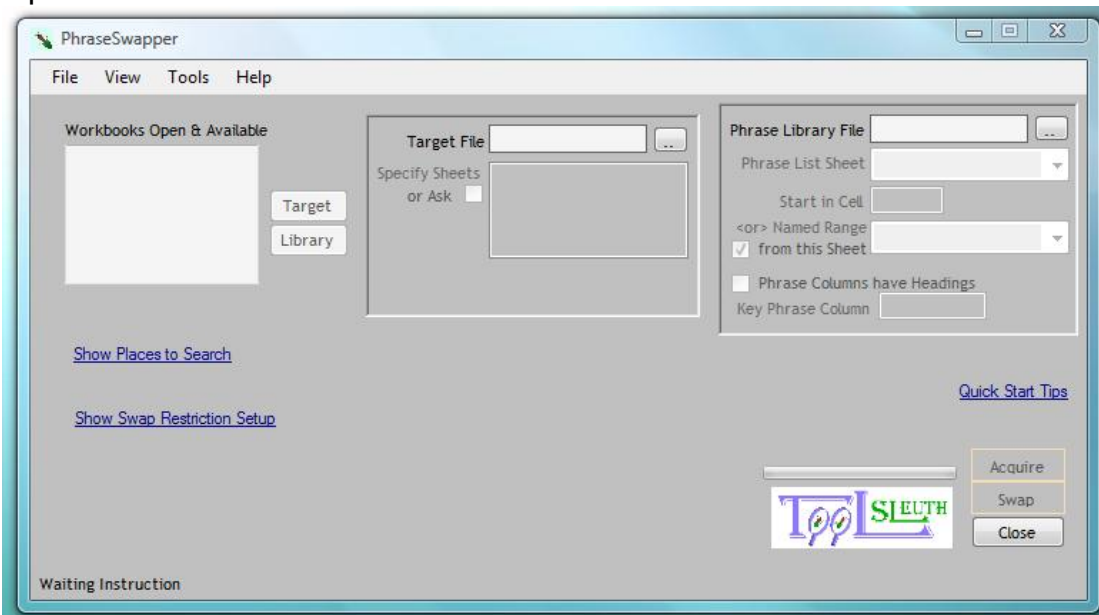 PhraseSwapper
File View Tools Help
Workbooks Open & Available
Target
Library
Target File
..
Specify Sheets
or Ask
Phrase Library File
..
Phrase List Sheet
Start in Cell
<or> Named Range
from this Sheet
Phrase Columns have Headings
Key Phrase Column
Show Places to Search
Show Swap Restriction Setup
Quick Start Tips
Acquire
Swap
Close
TOOL SLEUTH
Waiting Instruction